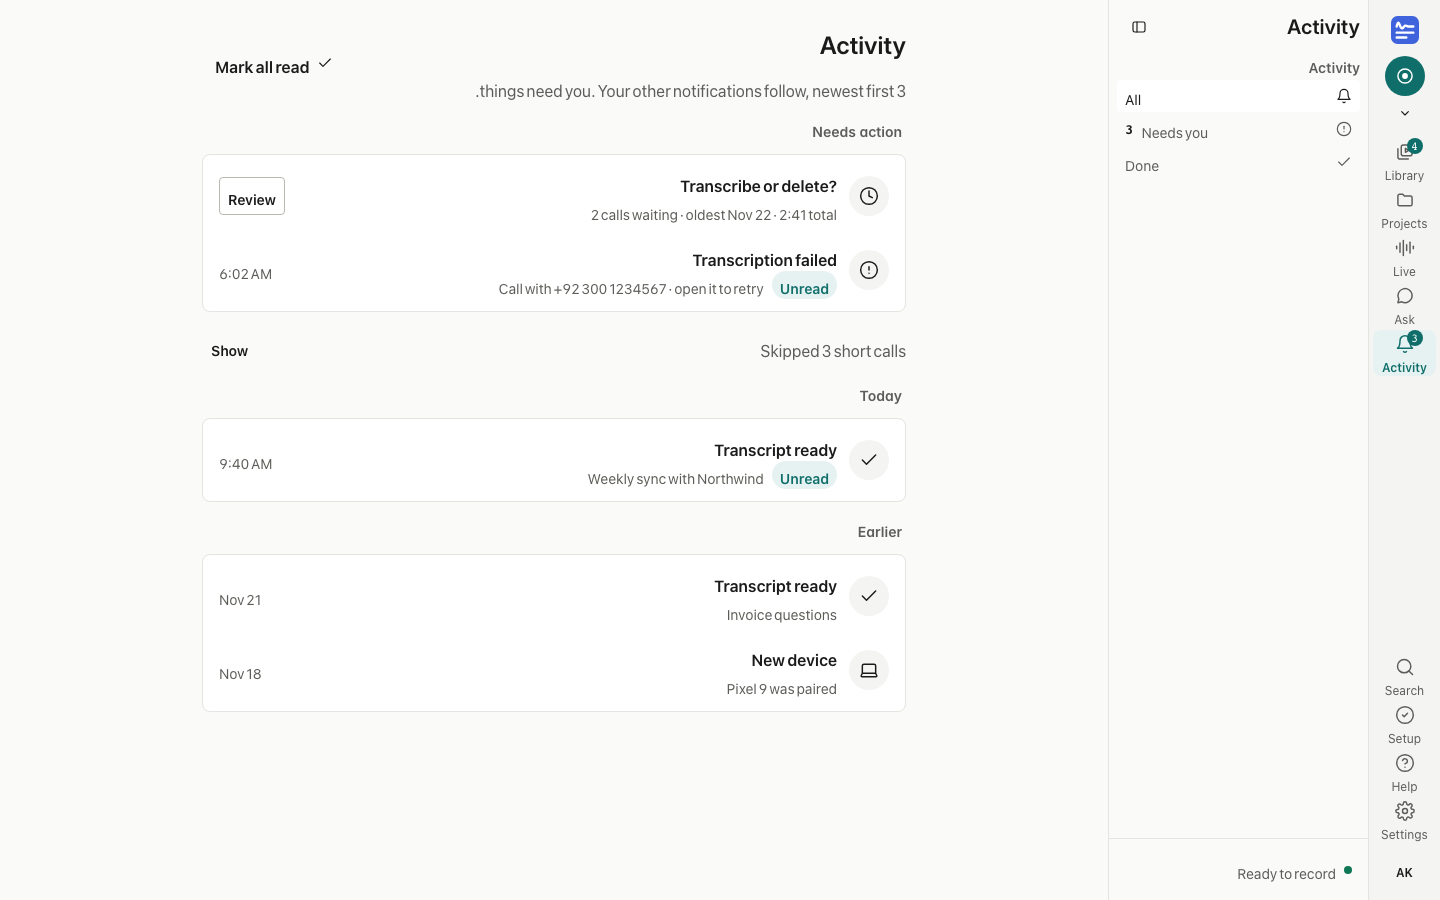 Activity
Mark all read
3 things need you. Your other notifications follow, newest first.
Needs action
Transcribe or delete?
2 calls waiting · oldest Nov 22 · 2:41 total
Review
Transcription failed
Unread
Call with +92 300 1234567 · open it to retry
6:02 AM
Skipped 3 short calls
Show
Today
Transcript ready
Unread
Weekly sync with Northwind
9:40 AM
Earlier
Transcript ready
Invoice questions
Nov 21
New device
Pixel 9 was paired
Nov 18
Activity
Activity
All
Needs you 3
Done
Ready to record
4
Library
Projects
Live
Ask
3
Activity
Search
Setup
Help
Settings
AK